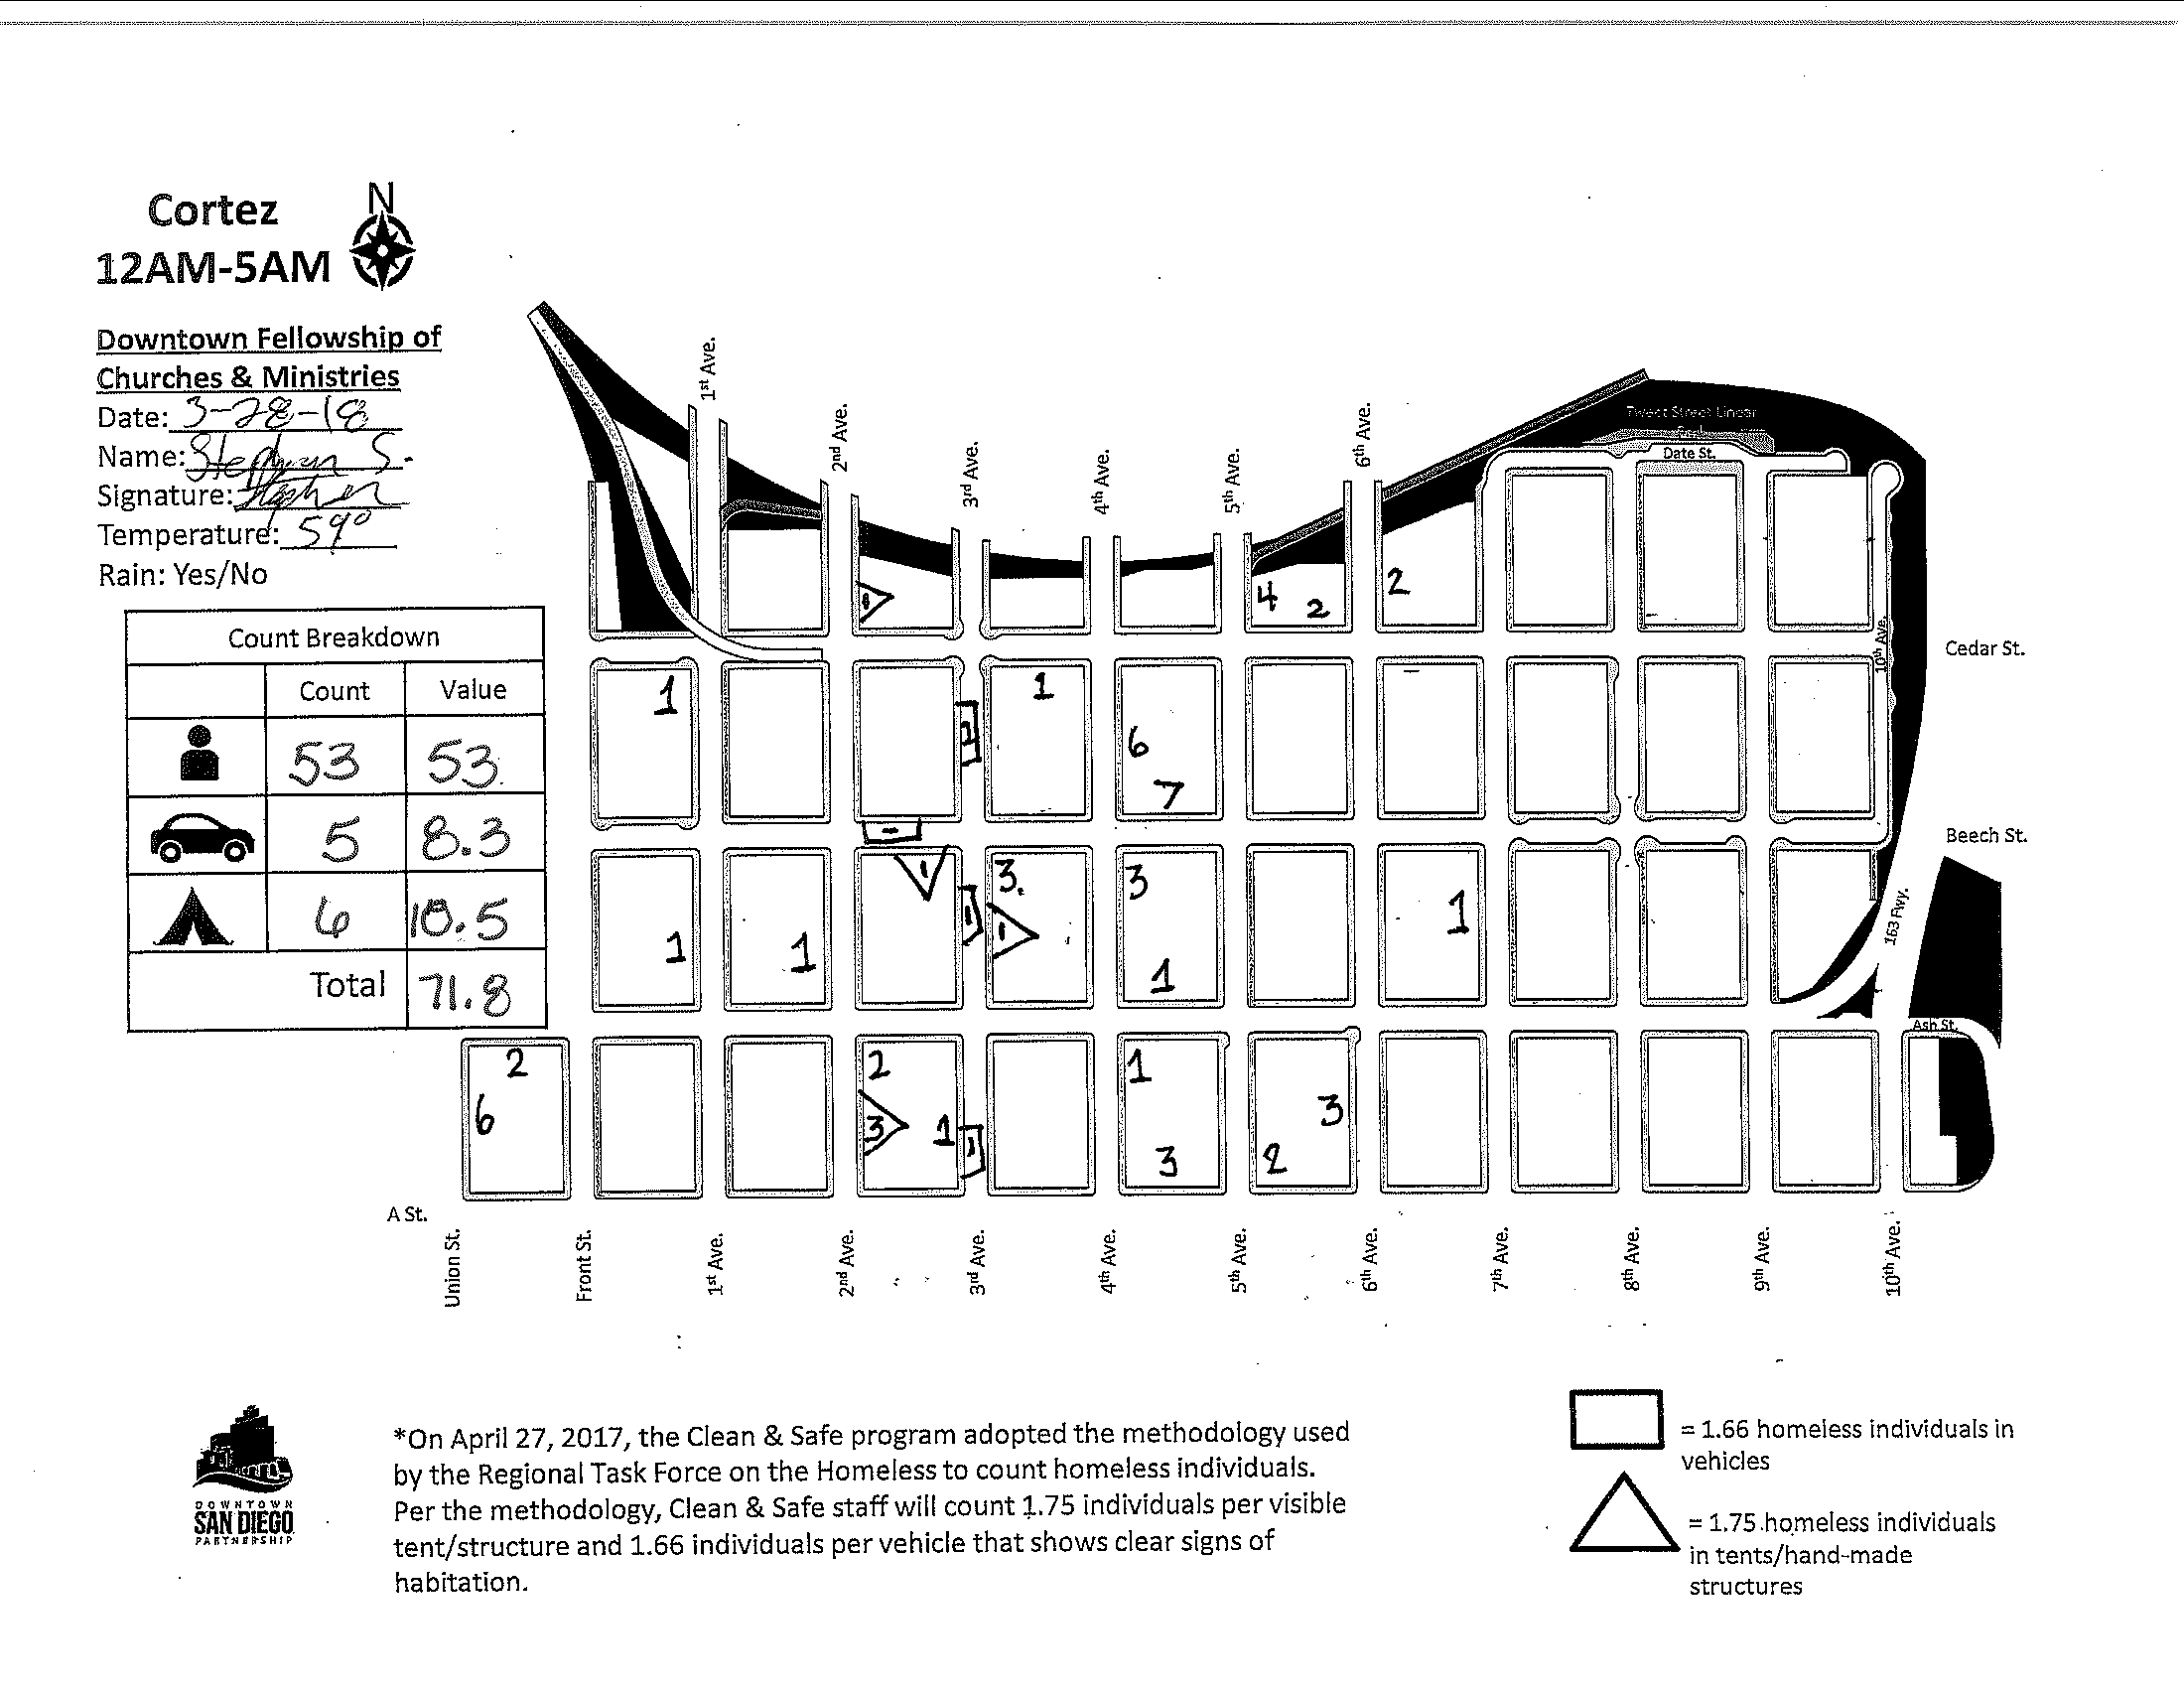 Cortez
N
12AM-5AM
Downtown Fellowship of
Churches & Ministries
Date: 3-28-18
Name: Stephen S.
Signature: Stephen
Temperature: 59°
Rain: Yes/No
Count Breakdown
Count Value
53 53
5 8.3
6 10.5
Total 71.8
1st Ave.
2nd Ave.
3rd Ave.
4th Ave.
5th Ave.
6th Ave.
Tweet Street Linear
Date St.
4 2 2
10th Ave.
Cedar St.
1 1 1
6
7
1
Beech St.
1 1 3. 3
1 1
1 1 1 1
163 Fwy.
Ash St.
2 2 1
6 3 1 1 3
3 2
A St.
Union St.
Front St.
1st Ave.
2nd Ave.
3rd Ave.
4th Ave.
5th Ave.
6th Ave.
7th Ave.
8th Ave.
9th Ave.
10th Ave.
DOWNTOWN
SAN DIEGO
PARTNERSHIP
*On April 27, 2017, the Clean & Safe program adopted the methodology used
by the Regional Task Force on the Homeless to count homeless individuals.
Per the methodology, Clean & Safe staff will count 1.75 individuals per visible
tent/structure and 1.66 individuals per vehicle that shows clear signs of
habitation.
= 1.66 homeless individuals in
vehicles
= 1.75 homeless individuals
in tents/hand-made
structures